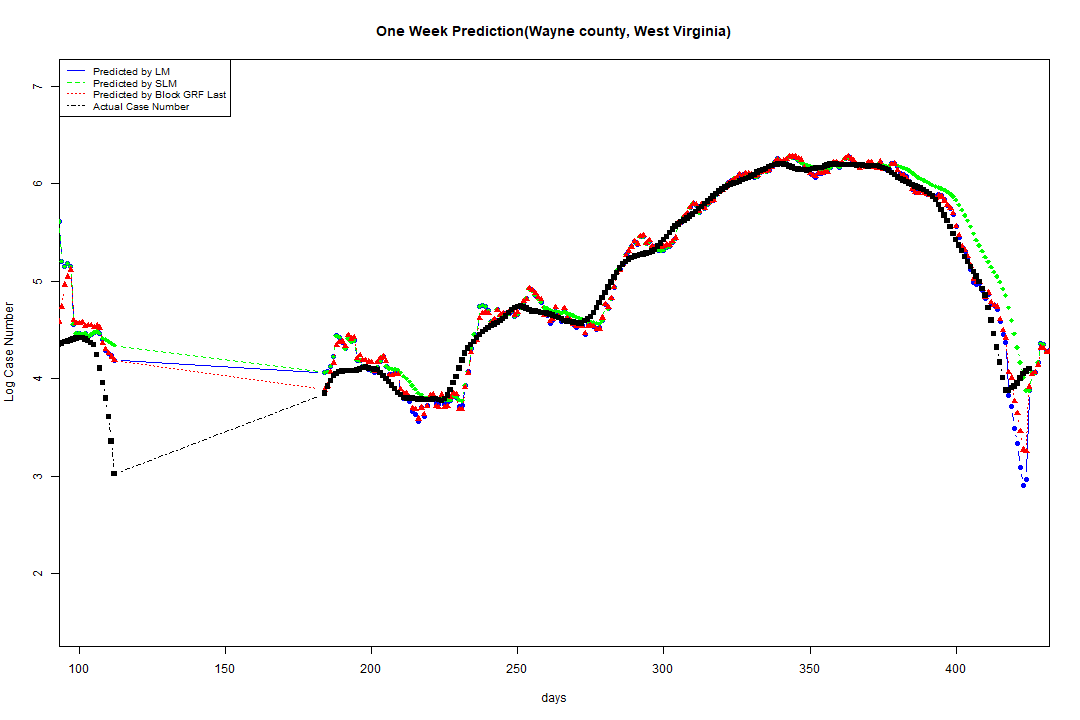 One Week Prediction(Wayne county, West Virginia)
Predicted by LM
Predicted by SLM
Predicted by Block GRF Last
Actual Case Number
7
6
5
4
3
2
Log Case Number
100 150 200 250 300 350 400
days